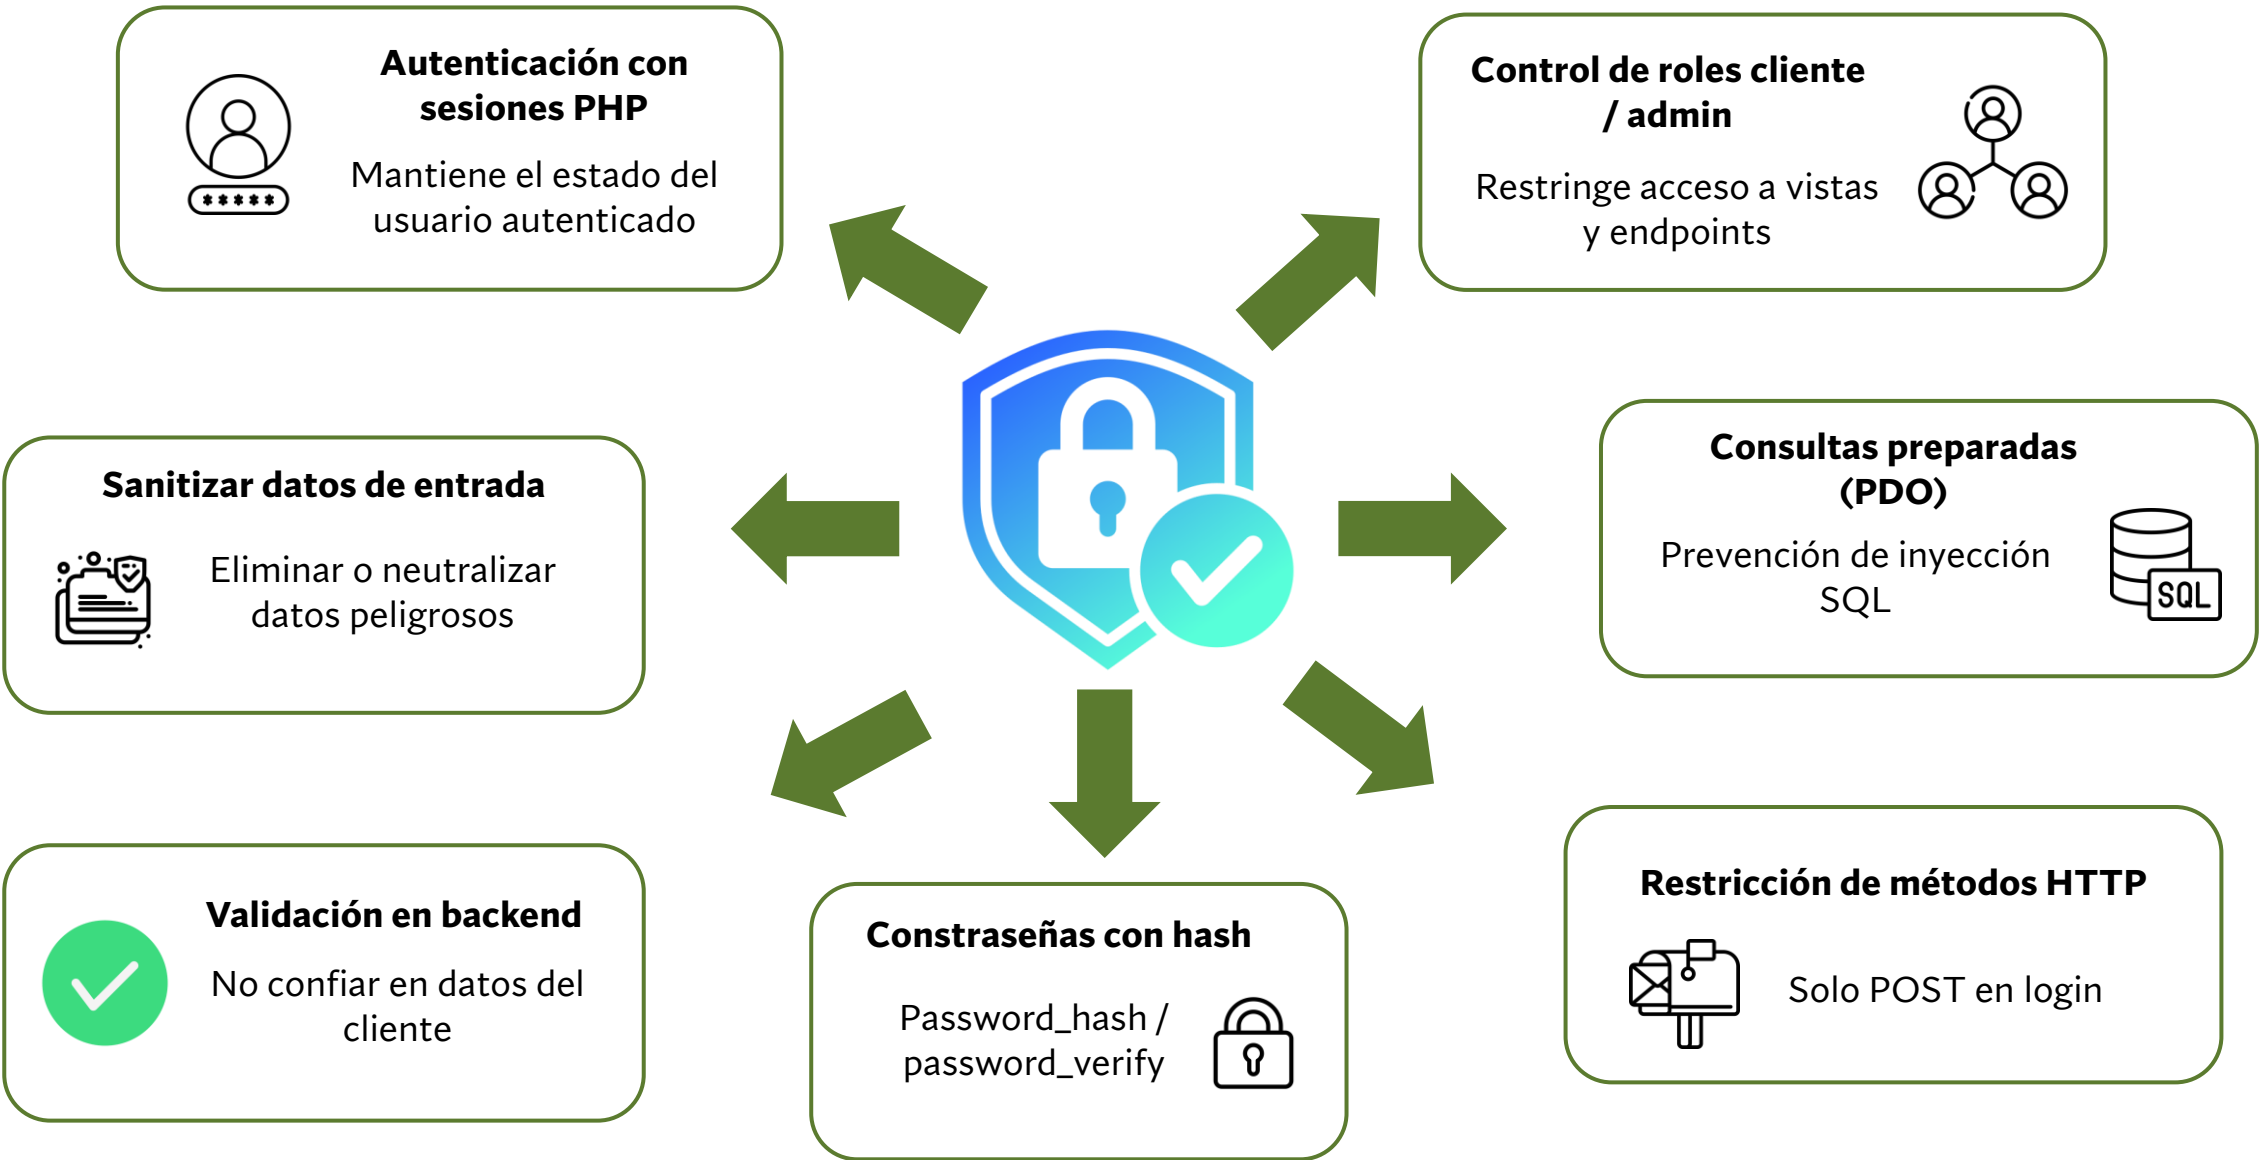 Autenticación con
sesiones PHP
Mantiene el estado del
usuario autenticado
Control de roles cliente
/ admin
Restringe acceso a vistas
y endpoints
Sanitizar datos de entrada
Eliminar o neutralizar
datos peligrosos
Consultas preparadas
(PDO)
Prevención de inyección
SQL
SQL
Validación en backend
No confiar en datos del
cliente
Constraseñas con hash
Password_hash /
password_verify
Restricción de métodos HTTP
Solo POST en login